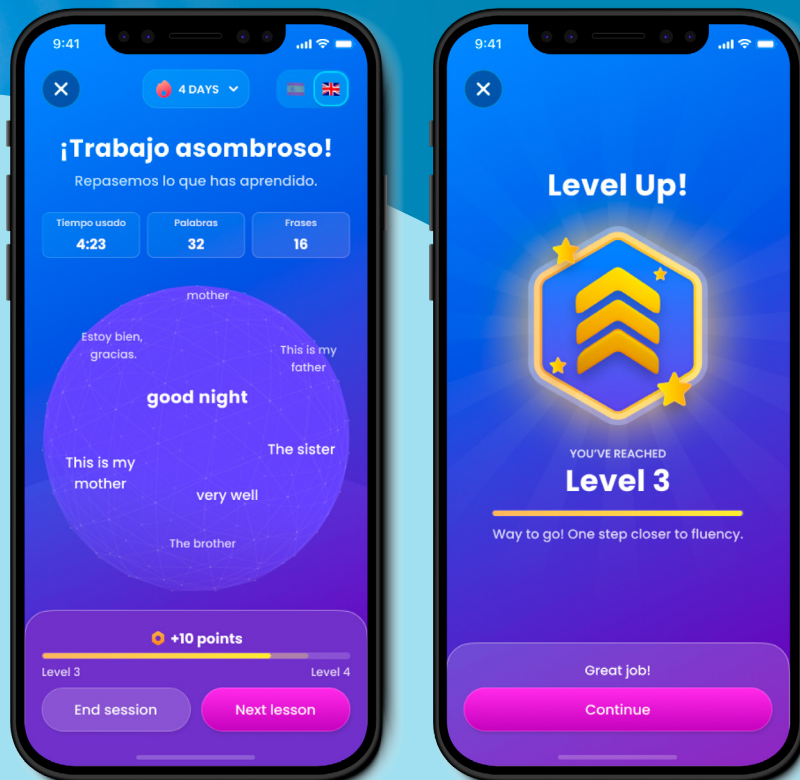 9:41
4 DAYS
¡Trabajo asombroso!
Repasemos lo que has aprendido.
Tiempo usado
4:23
Palabras
32
Frases
16
mother
Estoy bien,
gracias.
This is my
father
good night
The sister
This is my
mother
very well
The brother
+10 points
Level 3
Level 4
End session
Next lesson
9:41
Level Up!
YOU'VE REACHED
Level 3
Way to go! One step closer to fluency.
Great job!
Continue